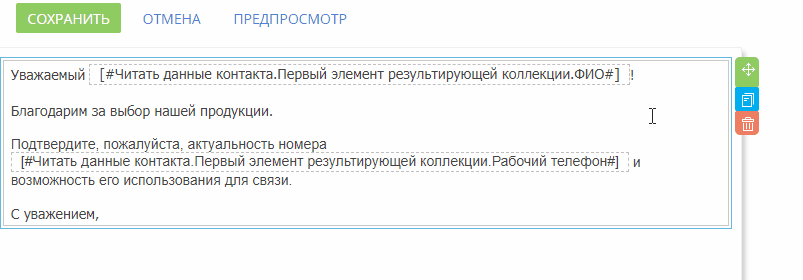 СОХРАНИТЬ ОТМЕНА ПРЕДПРОСМОТР
Уважаемый [#Читать данные контакта.Первый элемент результирующей коллекции.ФИО#] !
Благодарим за выбор нашей продукции.
Подтвердите, пожалуйста, актуальность номера
[#Читать данные контакта.Первый элемент результирующей коллекции.Рабочий телефон#] и
возможность его использования для связи.
С уважением,